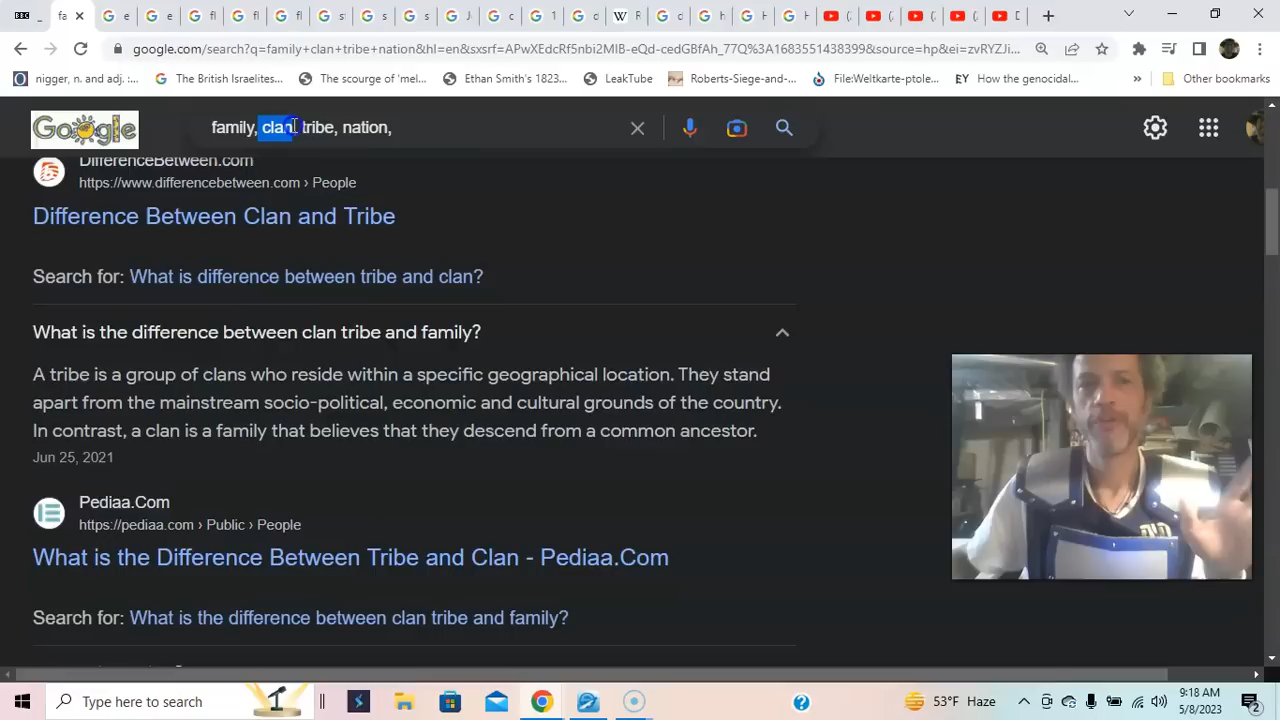 BBC fa e e fl fl fl s s s J c 1 d W R d h H H ( ( ( ( D
google.com/search?q=family+clan+tribe+nation&hl=en&sxsrf=APwXEdcRf5nbi2MIB-eQd-cedGBfAh_77Q%3A1683551438399&source=hp&ei=zvRYZJi...
nigger, n. and adj. :... The British Israelites... The scourge of 'mel... Ethan Smith's 1823... LeakTube Roberts-Siege-and-... File:Weltkarte-ptole... EY How the genocidal... » Other bookmarks
Google family, clan, tribe, nation,
DifferenceBetween.com
https://www.differencebetween.com › People
Difference Between Clan and Tribe
Search for: What is difference between tribe and clan?
What is the difference between clan tribe and family?
A tribe is a group of clans who reside within a specific geographical location. They stand
apart from the mainstream socio-political, economic and cultural grounds of the country.
In contrast, a clan is a family that believes that they descend from a common ancestor.
Jun 25, 2021
Pediaa.Com
https://pediaa.com › Public › People
What is the Difference Between Tribe and Clan - Pediaa.Com
Search for: What is the difference between clan tribe and family?
Type here to search 53°F Haze 9:18 AM
5/8/2023 2